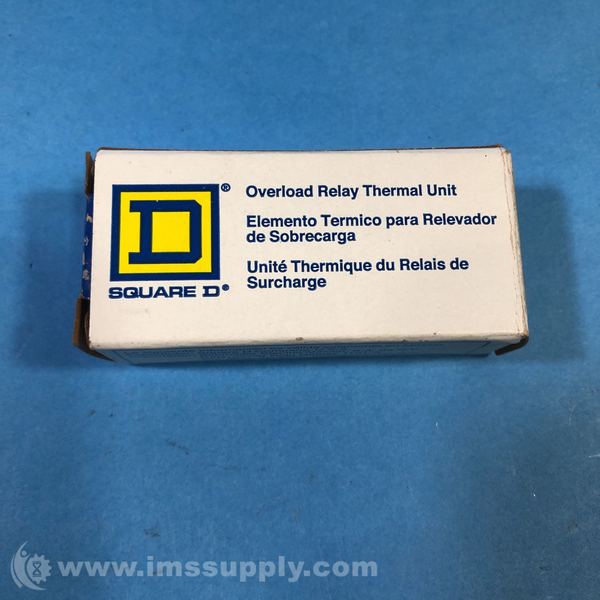 D
®
SQUARE D®
Overload Relay Thermal Unit
Elemento Termico para Relevador
de Sobrecarga
Unité Thermique du Relais de
Surcharge
www.imssupply.com